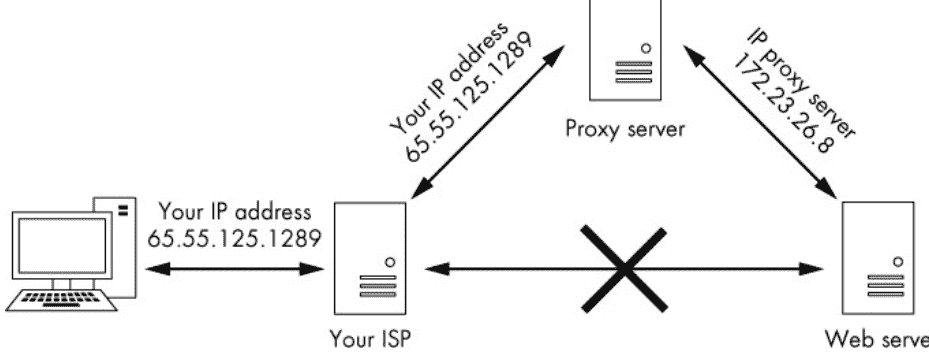 Your IP address
65.55.125.1289
IP proxy server
172.23.26.8
Proxy server
Your IP address
65.55.125.1289
Your ISP
Web serve